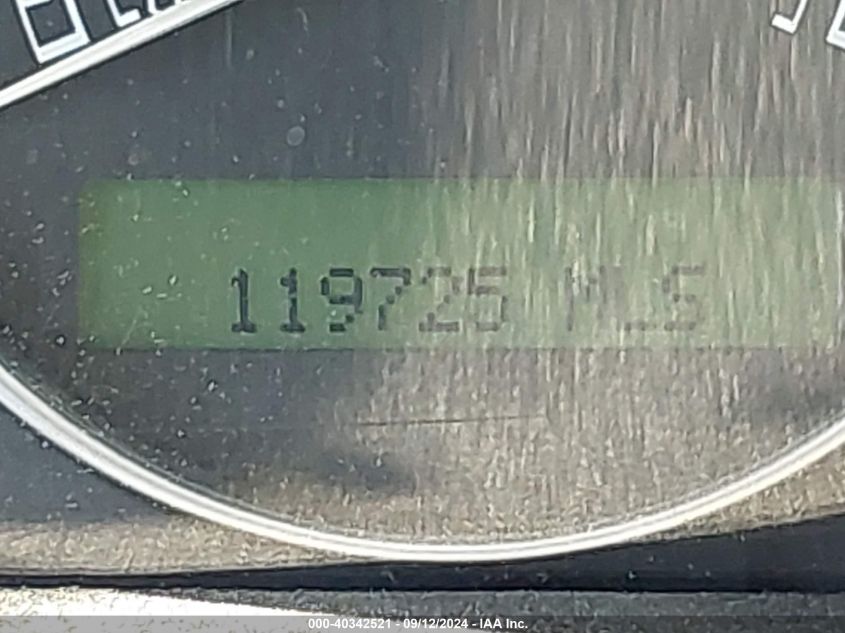 119725 MLS
000-40342521 - 09/12/2024 - IAA Inc.